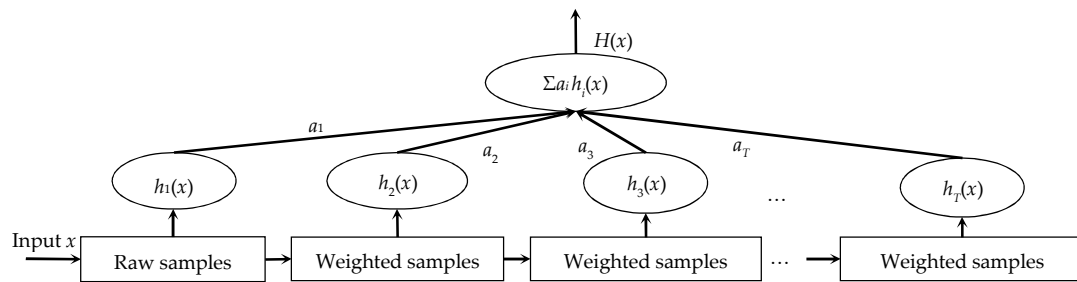 H(x)
Σaᵢhᵢ(x)
a₁ a₂ a₃ a_T
h₁(x) h₂(x) h₃(x) ... h_T(x)
Input x
Raw samples Weighted samples Weighted samples ... Weighted samples